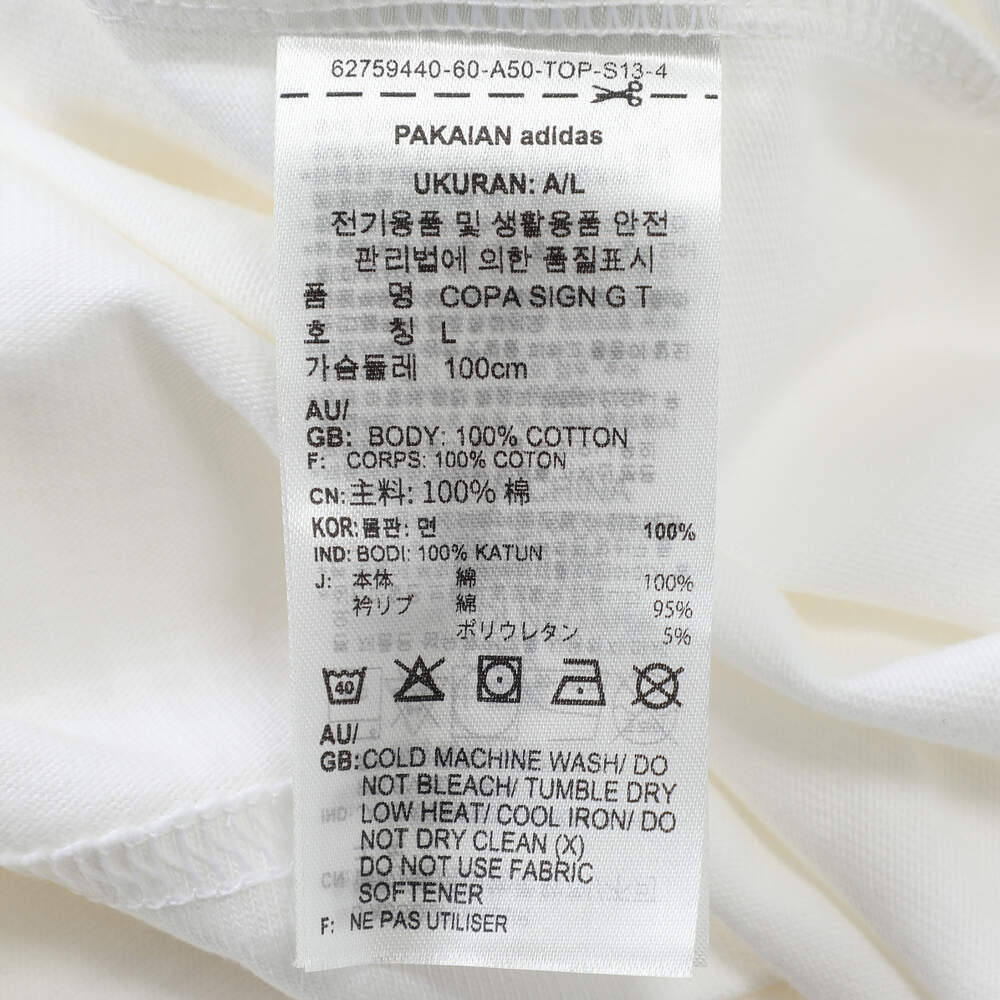 62759440-60-A50-TOP-S13-4
PAKAIAN adidas
UKURAN: A/L
전기용품 및 생활용품 안전
관리법에 의한 품질표시
품 명 COPA SIGN G T
호 칭 L
가슴둘레 100cm
AU/
GB: BODY: 100% COTTON
F: CORPS: 100% COTON
CN: 主料: 100% 棉
KOR: 몸판: 면 100%
IND: BODI: 100% KATUN
J: 本体 綿 100%
衿リブ 綿 95%
ポリウレタン 5%
40
AU/
GB: COLD MACHINE WASH/ DO
NOT BLEACH/ TUMBLE DRY
LOW HEAT/ COOL IRON/ DO
NOT DRY CLEAN (X)
DO NOT USE FABRIC
SOFTENER
F: NE PAS UTILISER